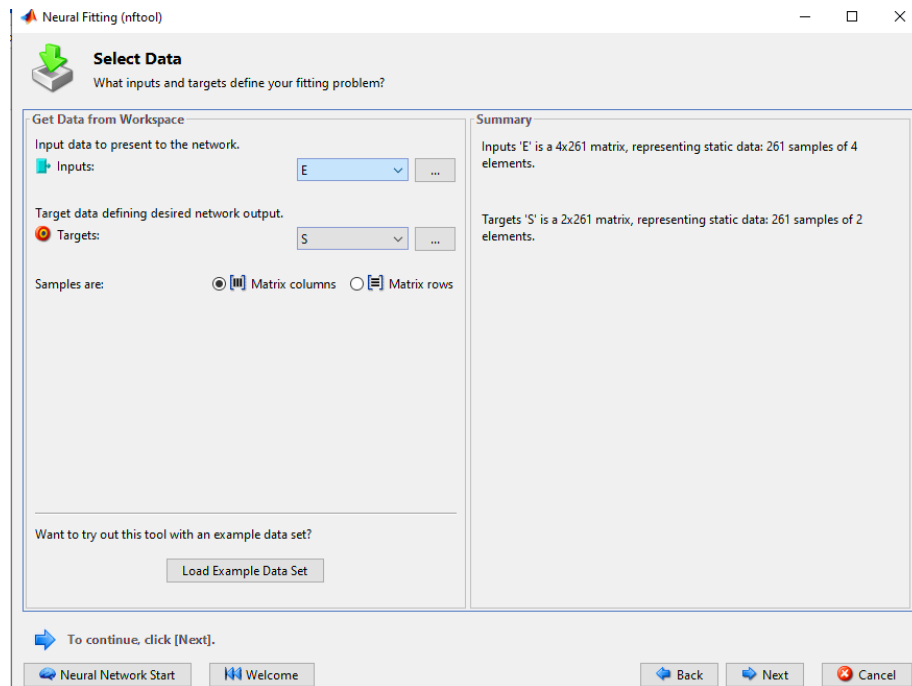 Neural Fitting (nftool)
Select Data
What inputs and targets define your fitting problem?
Get Data from Workspace
Input data to present to the network.
Inputs:
E
...
Target data defining desired network output.
Targets:
S
...
Samples are:
Matrix columns
Matrix rows
Want to try out this tool with an example data set?
Load Example Data Set
Summary
Inputs 'E' is a 4x261 matrix, representing static data: 261 samples of 4
elements.
Targets 'S' is a 2x261 matrix, representing static data: 261 samples of 2
elements.
To continue, click [Next].
Neural Network Start
Welcome
Back
Next
Cancel